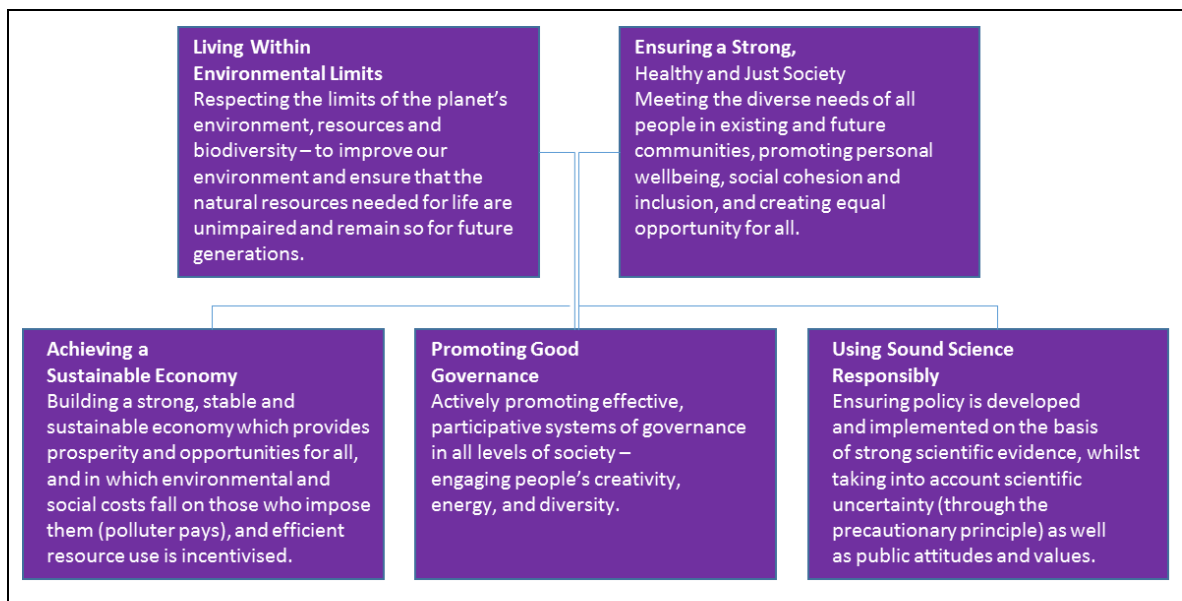 Living Within
Environmental Limits
Respecting the limits of the planet's
environment, resources and
biodiversity – to improve our
environment and ensure that the
natural resources needed for life are
unimpaired and remain so for future
generations.
Ensuring a Strong,
Healthy and Just Society
Meeting the diverse needs of all
people in existing and future
communities, promoting personal
wellbeing, social cohesion and
inclusion, and creating equal
opportunity for all.
Achieving a
Sustainable Economy
Building a strong, stable and
sustainable economy which provides
prosperity and opportunities for all,
and in which environmental and
social costs fall on those who impose
them (polluter pays), and efficient
resource use is incentivised.
Promoting Good
Governance
Actively promoting effective,
participative systems of governance
in all levels of society –
engaging people's creativity,
energy, and diversity.
Using Sound Science
Responsibly
Ensuring policy is developed
and implemented on the basis
of strong scientific evidence, whilst
taking into account scientific
uncertainty (through the
precautionary principle) as well
as public attitudes and values.